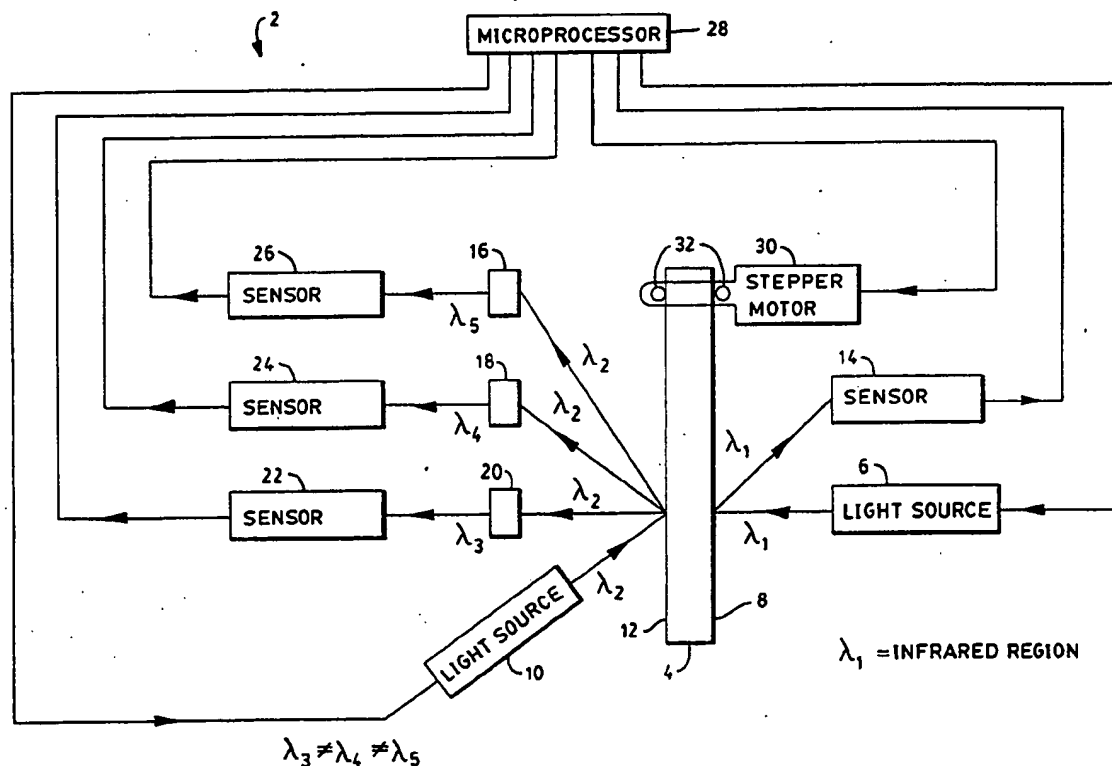 2
MICROPROCESSOR
28
26
SENSOR
λ5
16
λ2
32
30
STEPPER
MOTOR
24
SENSOR
λ4
18
λ2
14
SENSOR
λ1
22
SENSOR
λ3
20
λ2
6
LIGHT SOURCE
λ1
λ2
LIGHT SOURCE
10
12
8
4
λ1 = INFRARED REGION
λ3 ≠ λ4 ≠ λ5